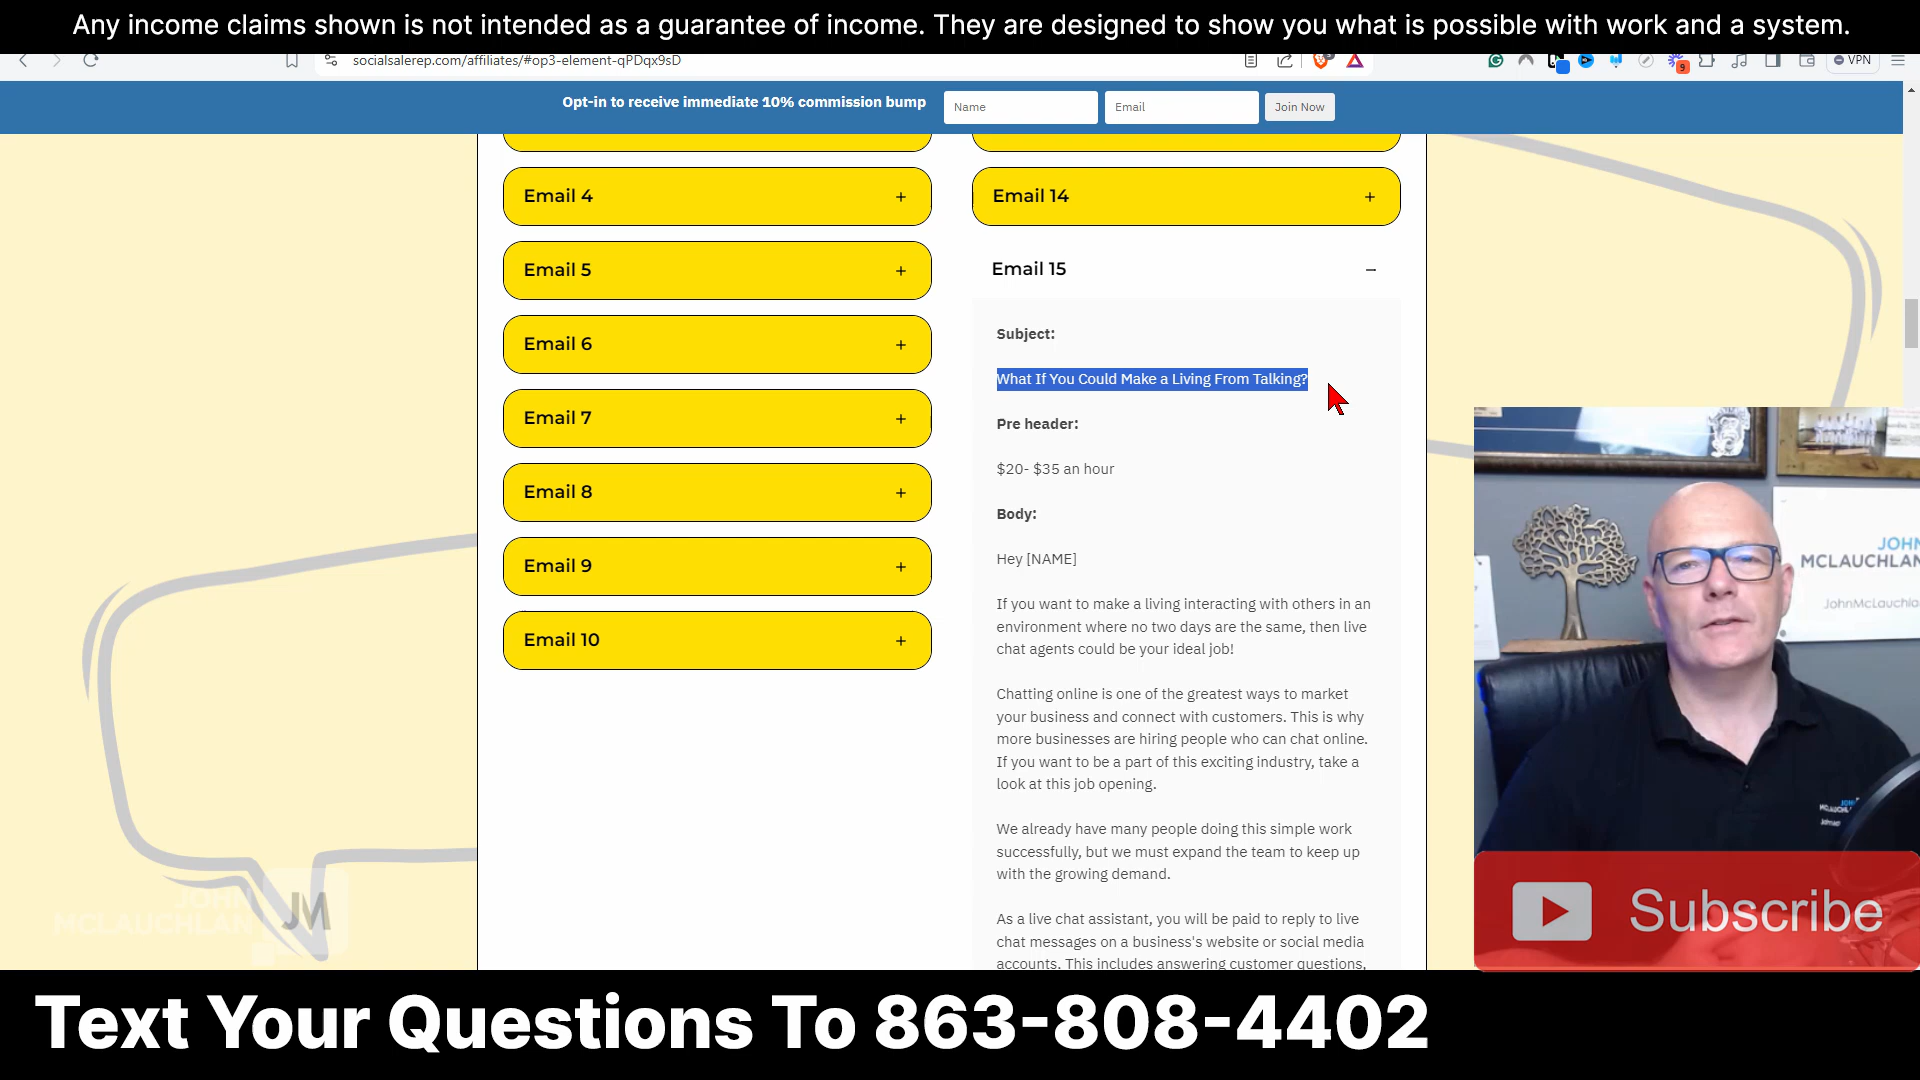 Any income claims shown is not intended as a guarantee of income. They are designed to show you what is possible with work and a system.
socialsalerep.com/affiliates/#op3-element-qPDqx9sD
9
VPN
Opt-in to receive immediate 10% commission bump
Name
Email
Join Now
Email 4 +
Email 5 +
Email 6 +
Email 7 +
Email 8 +
Email 9 +
Email 10 +
Email 14 +
Email 15 −
Subject:
What If You Could Make a Living From Talking?
Pre header:
$20- $35 an hour
Body:
Hey [NAME]
If you want to make a living interacting with others in an
environment where no two days are the same, then live
chat agents could be your ideal job!
Chatting online is one of the greatest ways to market
your business and connect with customers. This is why
more businesses are hiring people who can chat online.
If you want to be a part of this exciting industry, take a
look at this job opening.
We already have many people doing this simple work
successfully, but we must expand the team to keep up
with the growing demand.
As a live chat assistant, you will be paid to reply to live
chat messages on a business's website or social media
accounts. This includes answering customer questions,
JOHN
MCLAUCHLAN
JohnMcLauchla
JOHN
MCLAUCHLAN
JM
Subscribe
Text Your Questions To 863-808-4402